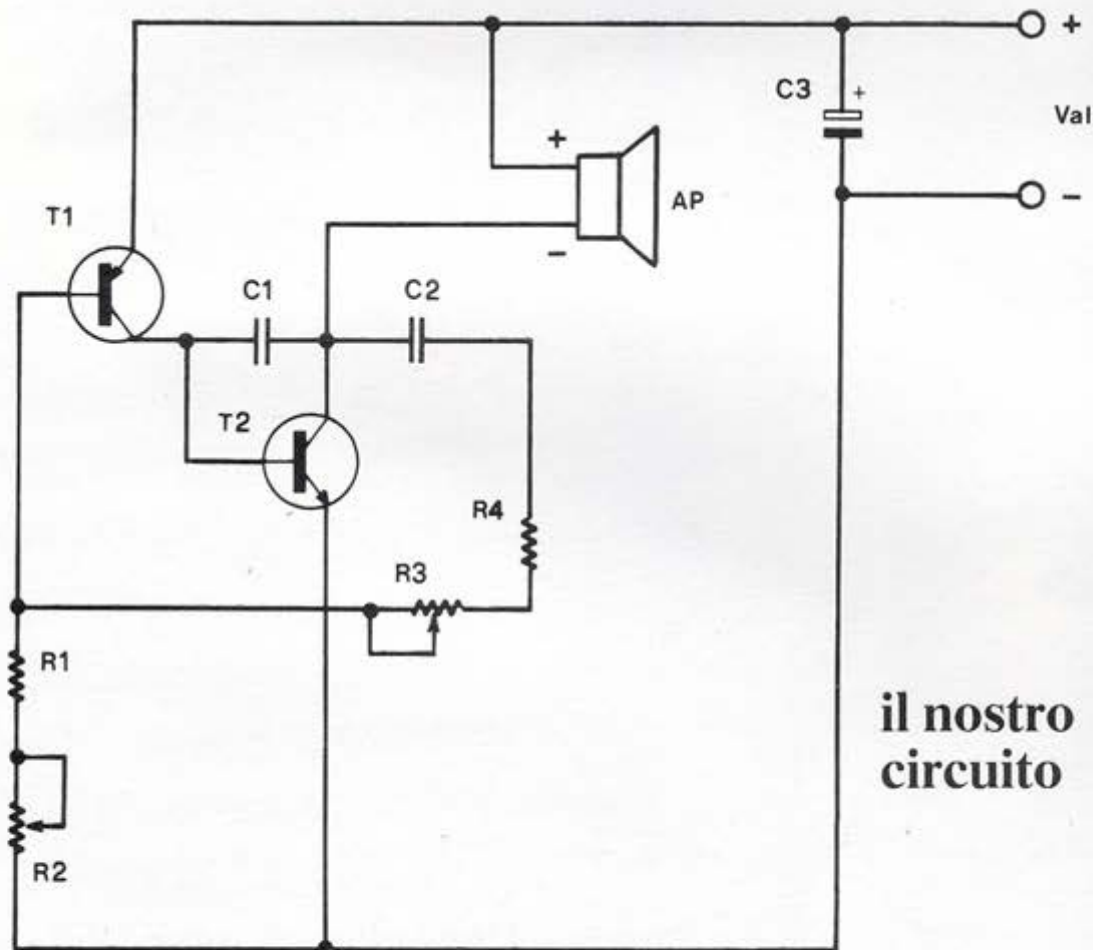 +
C3
+
Val
+
AP
T1
–
–
C1
C2
T2
R4
R3
R1
il nostro
circuito
R2